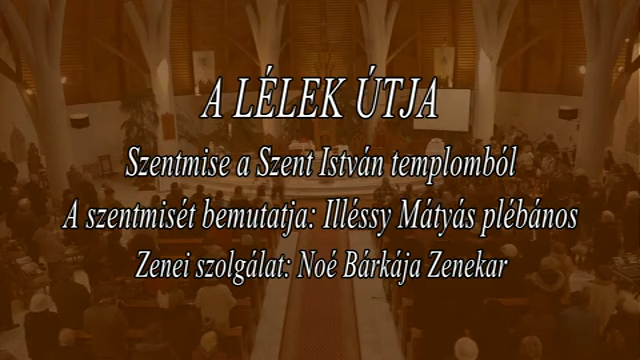 A LÉLEK ÚTJA
Szentmise a Szent István templomból
A szentmisét bemutatja: Illéssy Mátyás plébános
Zenei szolgálat: Noé Bárkája Zenekar